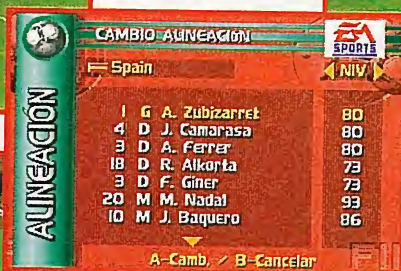 CAMBIO ALINEACIÓN
EA
SPORTS
Spain
NIV.
ALINEACIÓN
1 G A. Zubizarret 80
4 D J. Camarasa 80
3 D A. Ferrer 80
18 D R. Alkorta 73
3 D F. Giner 73
20 M M. Nadal 93
10 M J. Baquero 86
A-Camb. / B-Cancelar